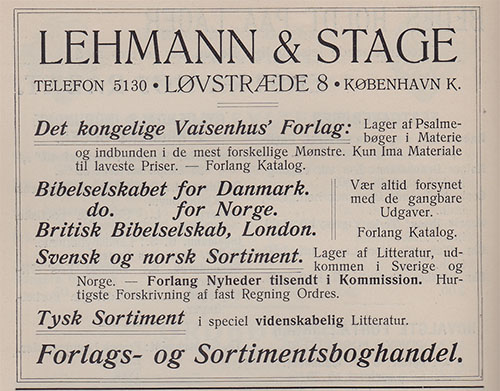 LEHMANN & STAGE
TELEFON 5130 • LØVSTRÆDE 8 • KØBENHAVN K.
Det kongelige Vaisenhus' Forlag: Lager af Psalme-
bøger i Materie
og indbunden i de mest forskellige Mønstre. Kun Ima Materiale
til laveste Priser. — Forlang Katalog.
Bibelselskabet for Danmark.
do. for Norge.
Britisk Bibelselskab, London.
Vær altid forsynet
med de gangbare
Udgaver.
Forlang Katalog.
Svensk og norsk Sortiment. Lager af Litteratur, ud-
kommen i Sverige og
Norge. — Forlang Nyheder tilsendt i Kommission. Hur-
tigste Forskrivning af fast Regning Ordres.
Tysk Sortiment i speciel videnskabelig Litteratur.
Forlags- og Sortimentsboghandel.